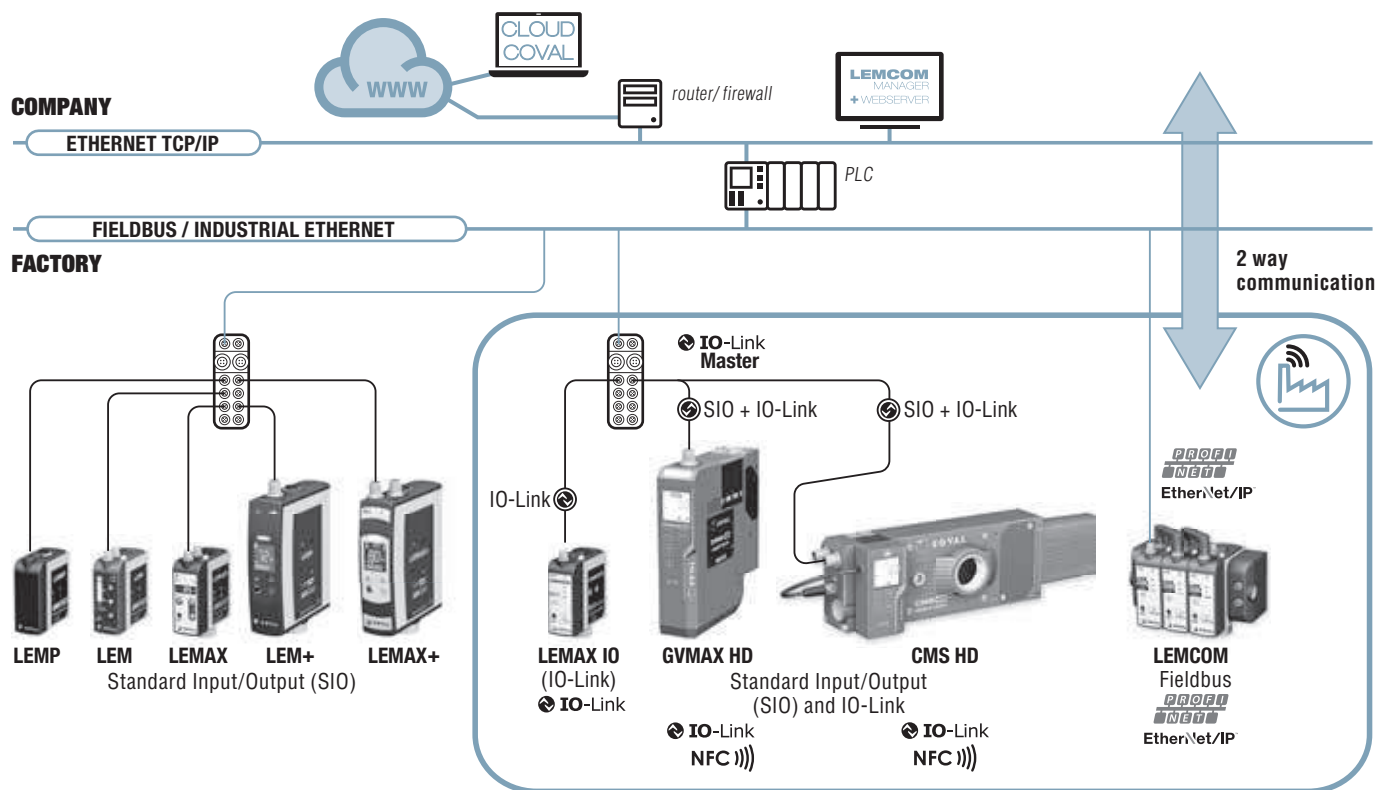 CLOUD
COVAL
www
router/ firewall
LEMCOM
MANAGER
+ WEBSERVER
COMPANY
ETHERNET TCP/IP
PLC
FIELDBUS / INDUSTRIAL ETHERNET
FACTORY
2 way
communication
IO-Link
Master
SIO + IO-Link
SIO + IO-Link
IO-Link
PROFI
NET
EtherNet/IP
COVAL
LEMP
LEM
LEMAX
LEM+
LEMAX+
Standard Input/Output (SIO)
LEMAX IO
(IO-Link)
IO-Link
GVMAX HD
CMS HD
Standard Input/Output
(SIO) and IO-Link
IO-Link
NFC
IO-Link
NFC
LEMCOM
Fieldbus
PROFI
NET
EtherNet/IP